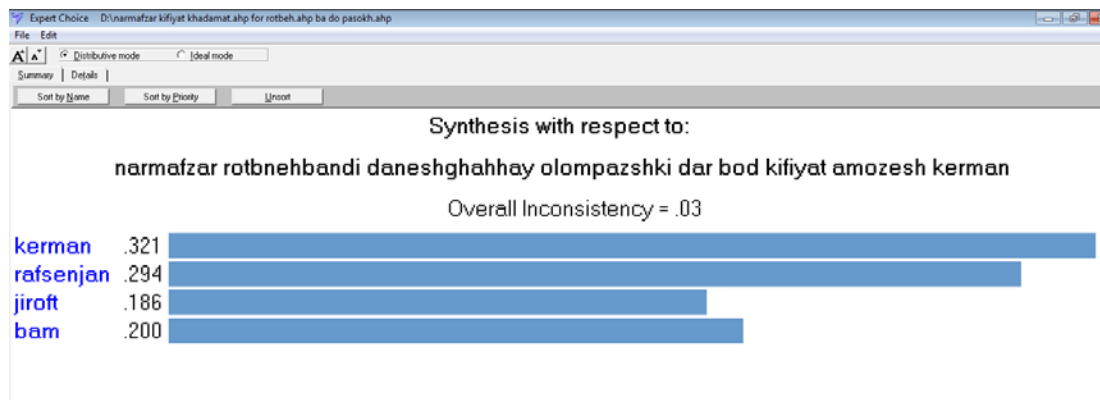 Expert Choice D:\narmafzar kifiyat khadamat.ahp for rotbeh.ahp ba do pasokh.ahp
File Edit
A A Distributive mode Ideal mode
Summary Details
Sort by Name Sort by Priority Unsort
Synthesis with respect to:
narmafzar rotbnehbandi daneshghahhay olompazshki dar bod kifiyat amozesh kerman
Overall Inconsistency = .03
kerman .321
rafsenjan .294
jiroft .186
bam .200